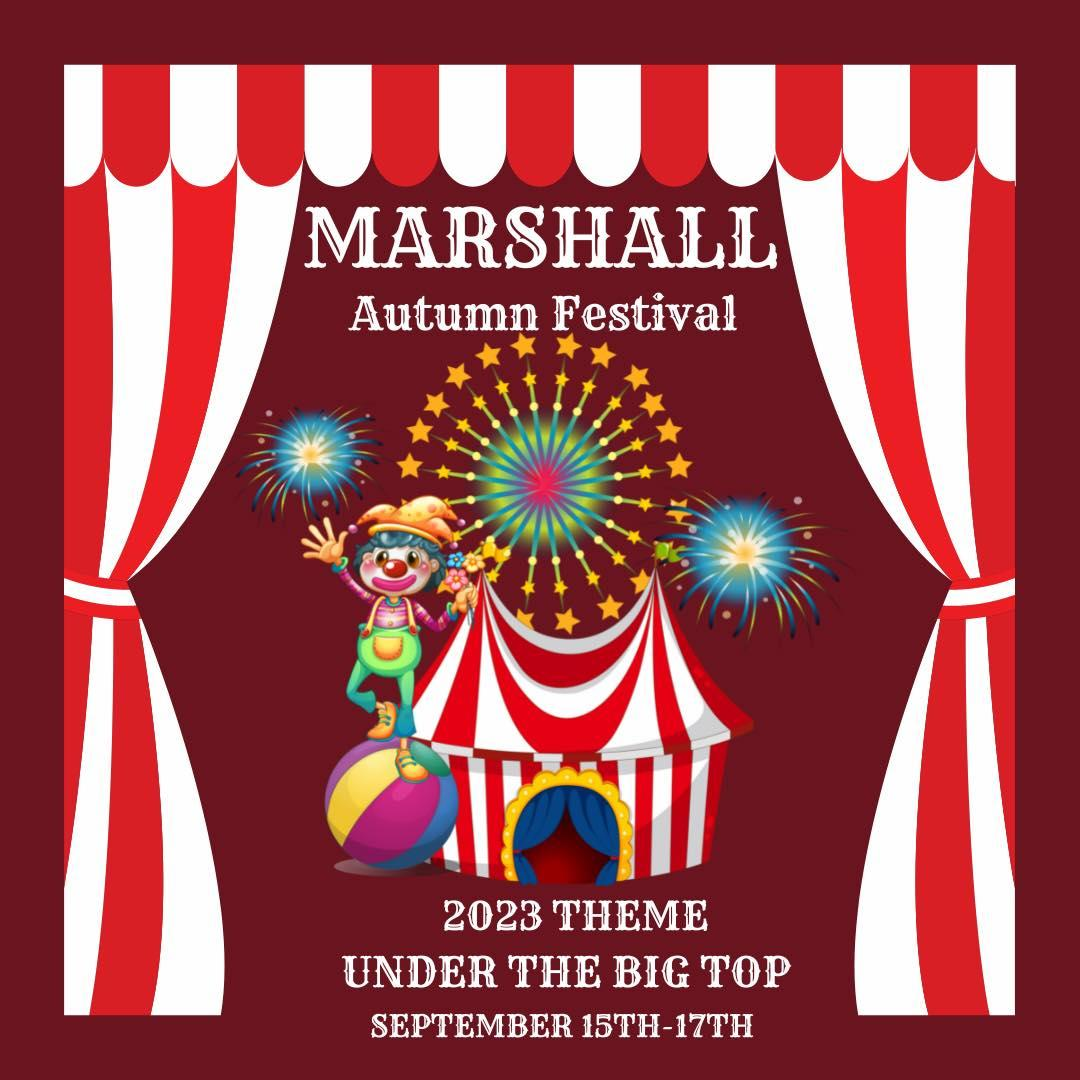 MARSHALL
Autumn Festival
2023 THEME
UNDER THE BIG TOP
SEPTEMBER 15TH-17TH